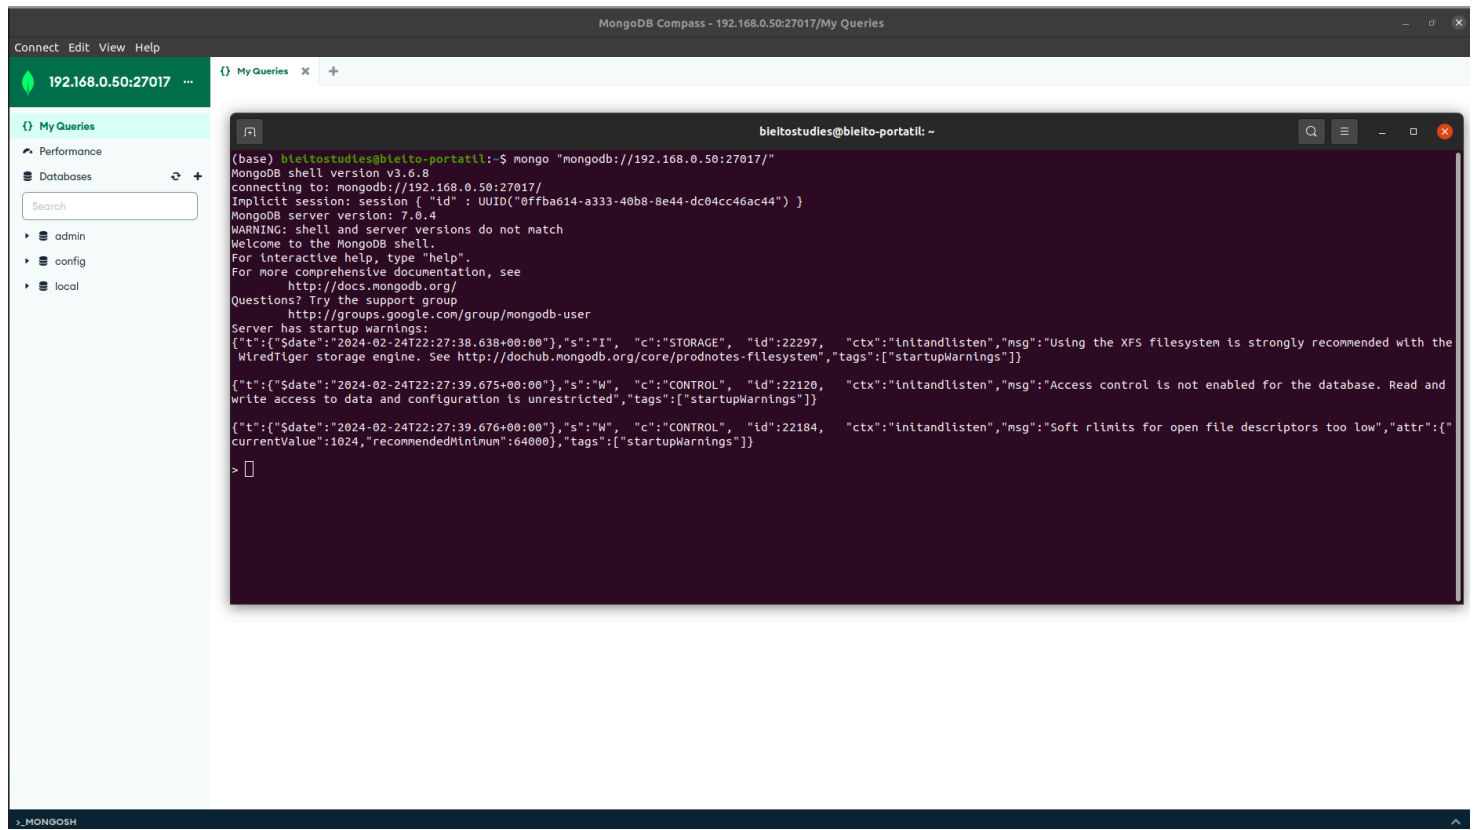 MongoDB Compass - 192.168.0.50:27017/My Queries
Connect Edit View Help
192.168.0.50:27017 ...
{} My Queries
{} My Queries
Performance
Databases
Search
admin
config
local
bieitostudies@bieito-portatil: ~
(base) bieitostudies@bieito-portatil:~$ mongo "mongodb://192.168.0.50:27017/"
MongoDB shell version v3.6.8
connecting to: mongodb://192.168.0.50:27017/
Implicit session: session { "id" : UUID("0ffba614-a333-40b8-8e44-dc04cc46ac44") }
MongoDB server version: 7.0.4
WARNING: shell and server versions do not match
Welcome to the MongoDB shell.
For interactive help, type "help".
For more comprehensive documentation, see
http://docs.mongodb.org/
Questions? Try the support group
http://groups.google.com/group/mongodb-user
Server has startup warnings:
{"t":{"$date":"2024-02-24T22:27:38.638+00:00"},"s":"I", "c":"STORAGE", "id":22297, "ctx":"initandlisten","msg":"Using the XFS filesystem is strongly recommended with the
WiredTiger storage engine. See http://dochub.mongodb.org/core/prodnotes-filesystem","tags":["startupWarnings"]}
{"t":{"$date":"2024-02-24T22:27:39.675+00:00"},"s":"W", "c":"CONTROL", "id":22120, "ctx":"initandlisten","msg":"Access control is not enabled for the database. Read and
write access to data and configuration is unrestricted","tags":["startupWarnings"]}
{"t":{"$date":"2024-02-24T22:27:39.676+00:00"},"s":"W", "c":"CONTROL", "id":22184, "ctx":"initandlisten","msg":"Soft rlimits for open file descriptors too low","attr":{"
currentValue":1024,"recommendedMinimum":64000},"tags":["startupWarnings"]}
>
>_MONGOSH